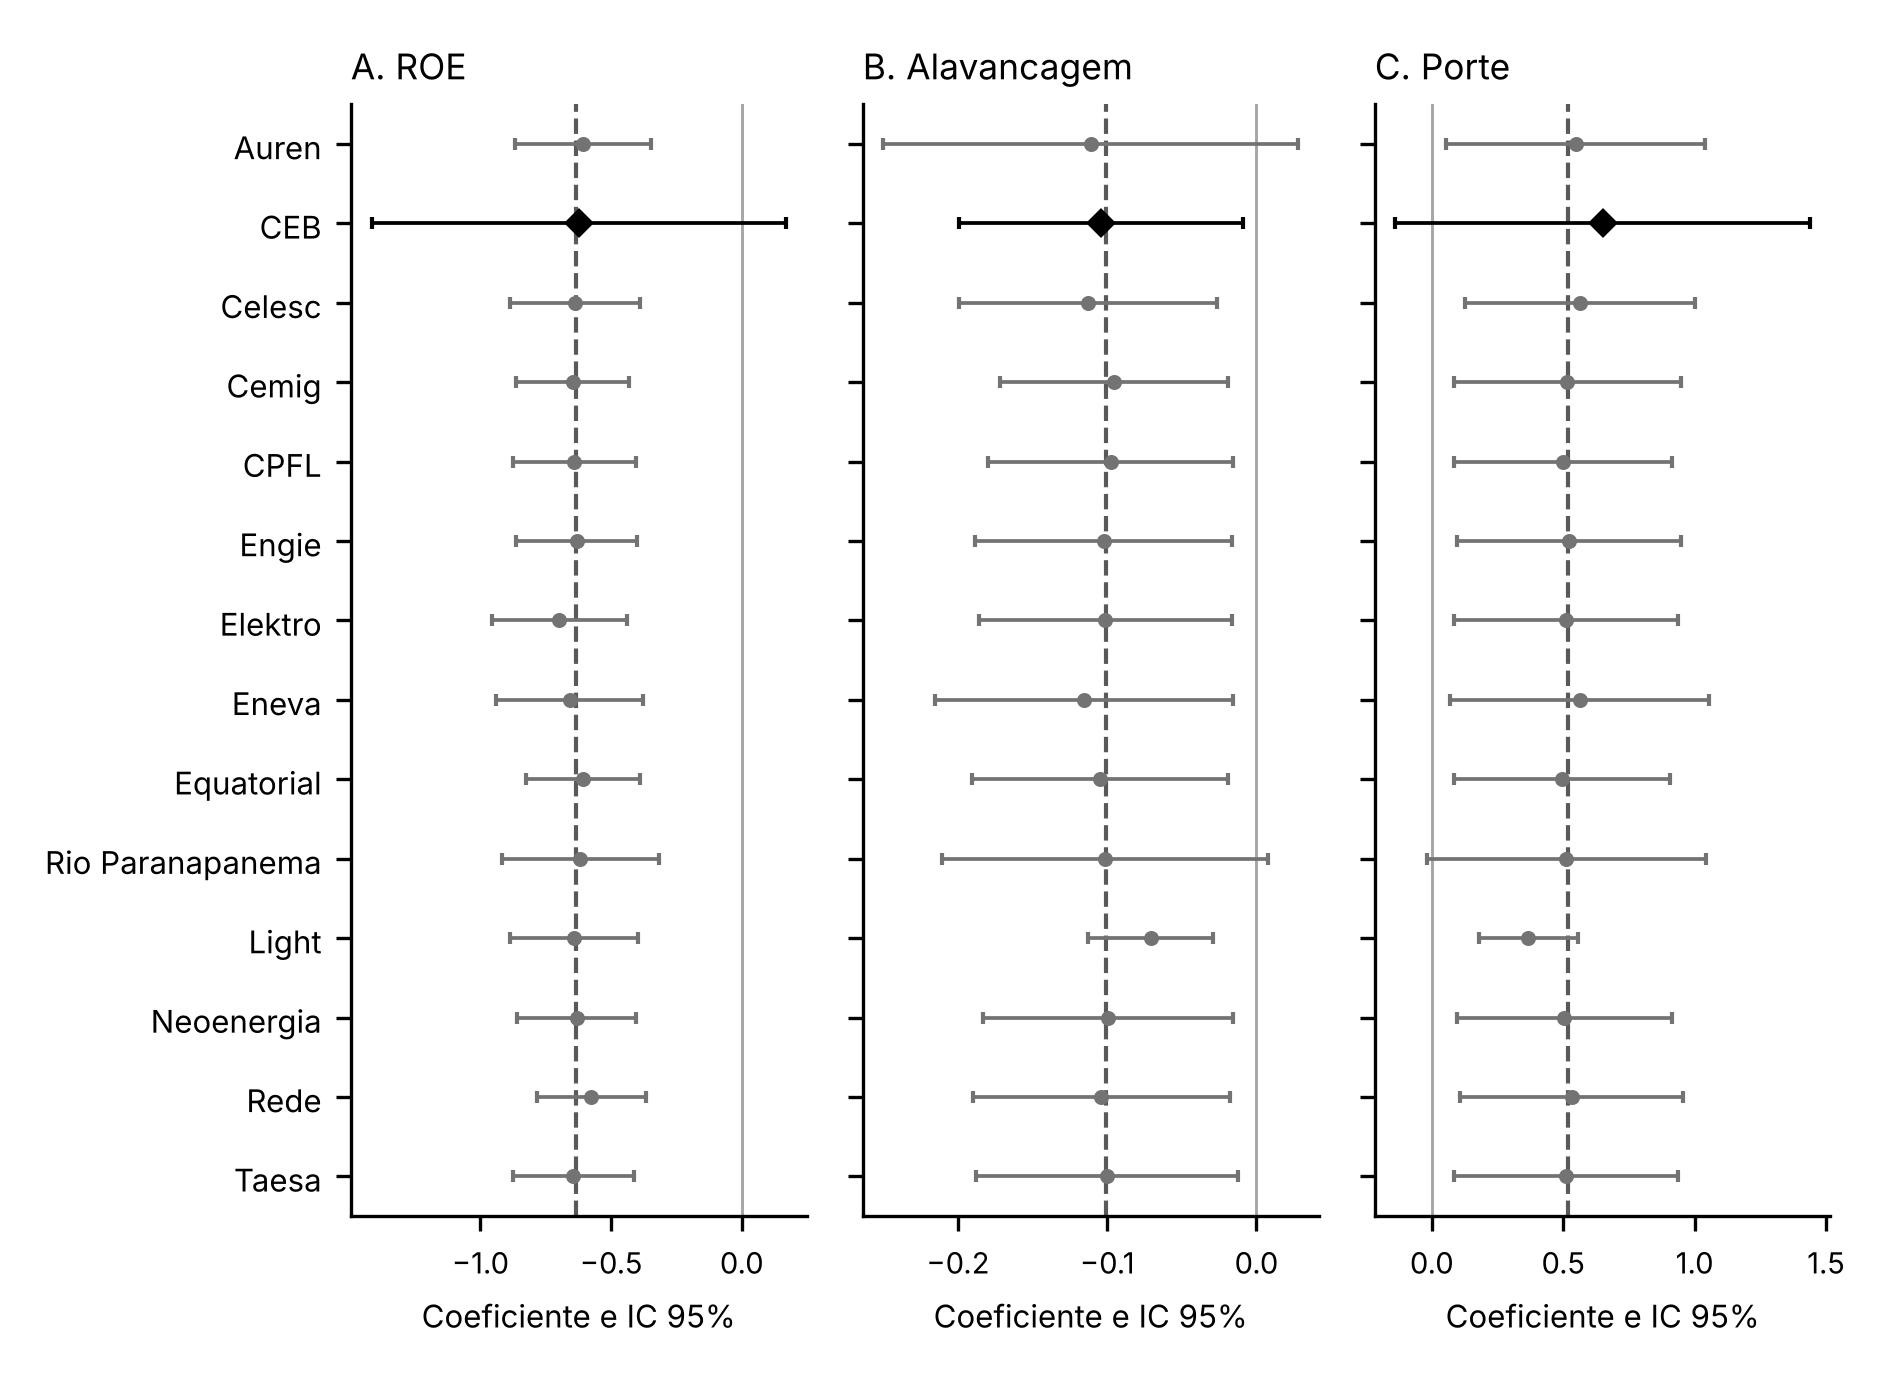 A. ROE
B. Alavancagem
C. Porte
Auren
CEB
Celesc
Cemig
CPFL
Engie
Elektro
Eneva
Equatorial
Rio Paranapanema
Light
Neoenergia
Rede
Taesa
−1.0 −0.5 0.0
−0.2 −0.1 0.0
0.0 0.5 1.0 1.5
Coeficiente e IC 95%
Coeficiente e IC 95%
Coeficiente e IC 95%